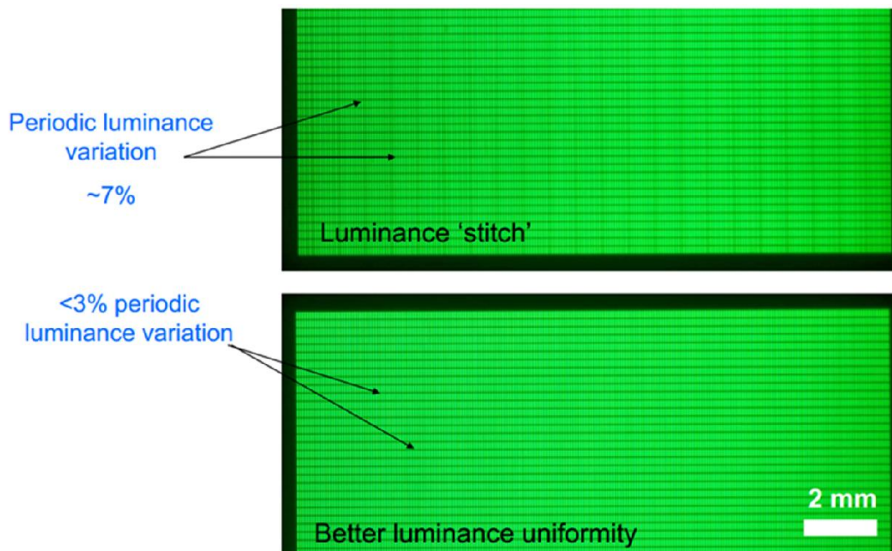 Periodic luminance
variation
~7%
Luminance ‘stitch’
<3% periodic
luminance variation
2 mm
Better luminance uniformity